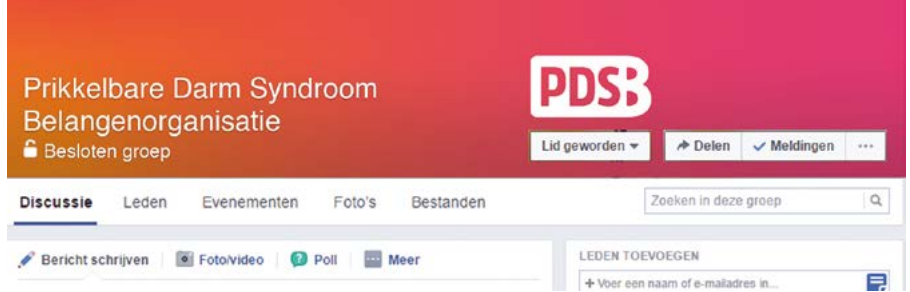 Prikkelbare Darm Syndroom
Belangenorganisatie
Besloten groep
PDSB
Lid geworden Delen Meldingen ...
Discussie Leden Evenementen Foto's Bestanden Zoeken in deze groep
Bericht schrijven Foto/video Poll Meer
LEDEN TOEVOEGEN
+ Voer een naam of e-mailadres in...